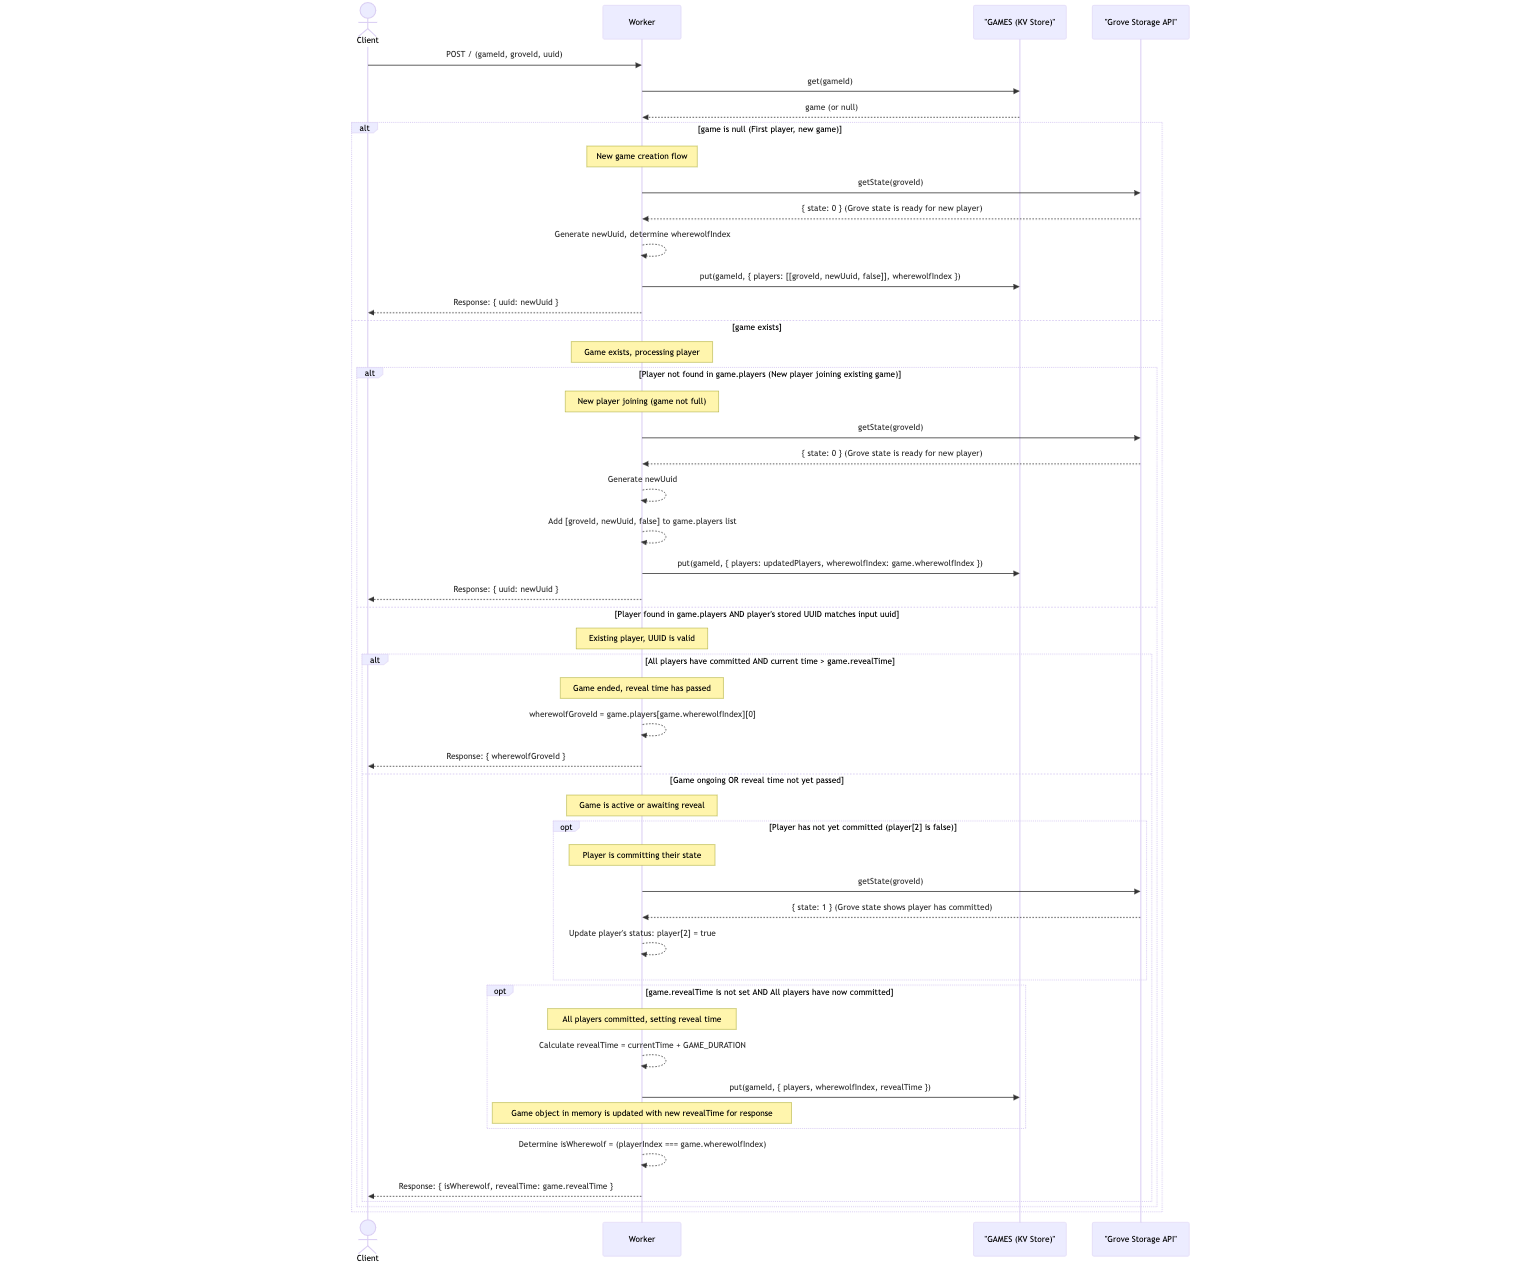 Client
Worker
"GAMES (KV Store)"
"Grove Storage API"
POST / (gameId, groveId, uuid)
get(gameId)
game (or null)
alt
[game is null (First player, new game)]
New game creation flow
getState(groveId)
{ state: 0 } (Grove state is ready for new player)
Generate newUuid, determine wherewolfIndex
put(gameId, { players: [[groveId, newUuid, false]], wherewolfIndex })
Response: { uuid: newUuid }
[game exists]
Game exists, processing player
alt
[Player not found in game.players (New player joining existing game)]
New player joining (game not full)
getState(groveId)
{ state: 0 } (Grove state is ready for new player)
Generate newUuid
Add [groveId, newUuid, false] to game.players list
put(gameId, { players: updatedPlayers, wherewolfIndex: game.wherewolfIndex })
Response: { uuid: newUuid }
[Player found in game.players AND player's stored UUID matches input uuid]
Existing player, UUID is valid
alt
[All players have committed AND current time > game.revealTime]
Game ended, reveal time has passed
wherewolfGroveId = game.players[game.wherewolfIndex][0]
Response: { wherewolfGroveId }
[Game ongoing OR reveal time not yet passed]
Game is active or awaiting reveal
opt
[Player has not yet committed (player[2] is false)]
Player is committing their state
getState(groveId)
{ state: 1 } (Grove state shows player has committed)
Update player's status: player[2] = true
opt
[game.revealTime is not set AND All players have now committed]
All players committed, setting reveal time
Calculate revealTime = currentTime + GAME_DURATION
put(gameId, { players, wherewolfIndex, revealTime })
Game object in memory is updated with new revealTime for response
Determine isWherewolf = (playerIndex === game.wherewolfIndex)
Response: { isWherewolf, revealTime: game.revealTime }
Client
Worker
"GAMES (KV Store)"
"Grove Storage API"